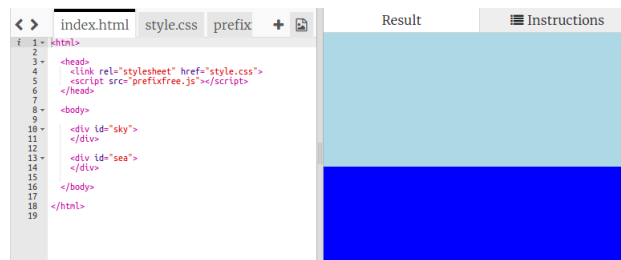 index.html style.css prefix
Result
Instructions
i 1 <html>
2
3 <head>
4 <link rel="stylesheet" href="style.css">
5 <script src="prefixfree.js"></script>
6 </head>
7
8 <body>
9
10 <div id="sky">
11 </div>
12
13 <div id="sea">
14 </div>
15
16 </body>
17
18 </html>
19